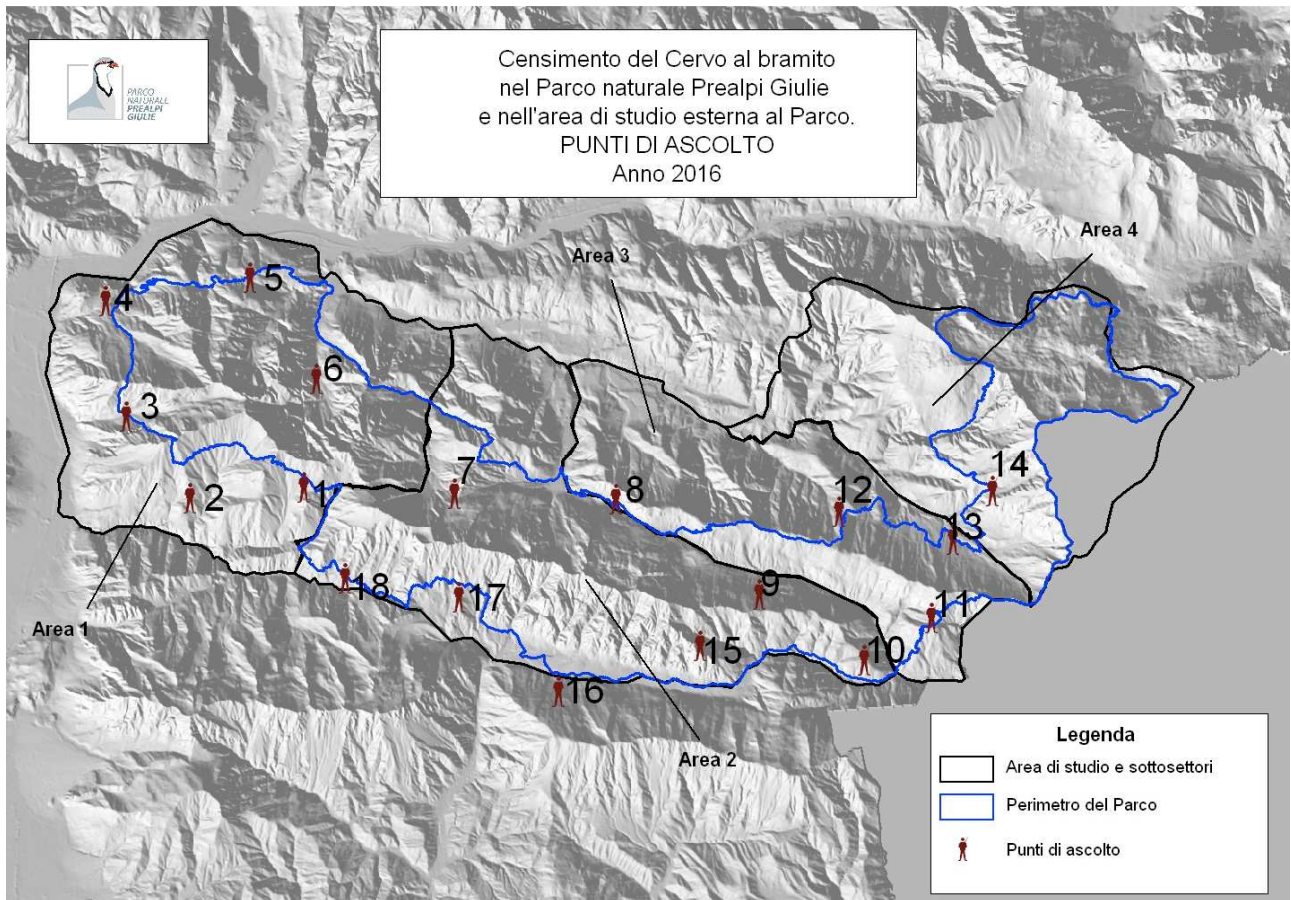 PARCO
NATURALE
PREALPI
GIULIE
Censimento del Cervo al bramito
nel Parco naturale Prealpi Giulie
e nell'area di studio esterna al Parco.
PUNTI DI ASCOLTO
Anno 2016
Area 4
Area 3
5
4
6
3
14
7
1
2
8
12
13
9
18
17
11
Area 1
15
10
16
Area 2
Legenda
Area di studio e sottosettori
Perimetro del Parco
Punti di ascolto